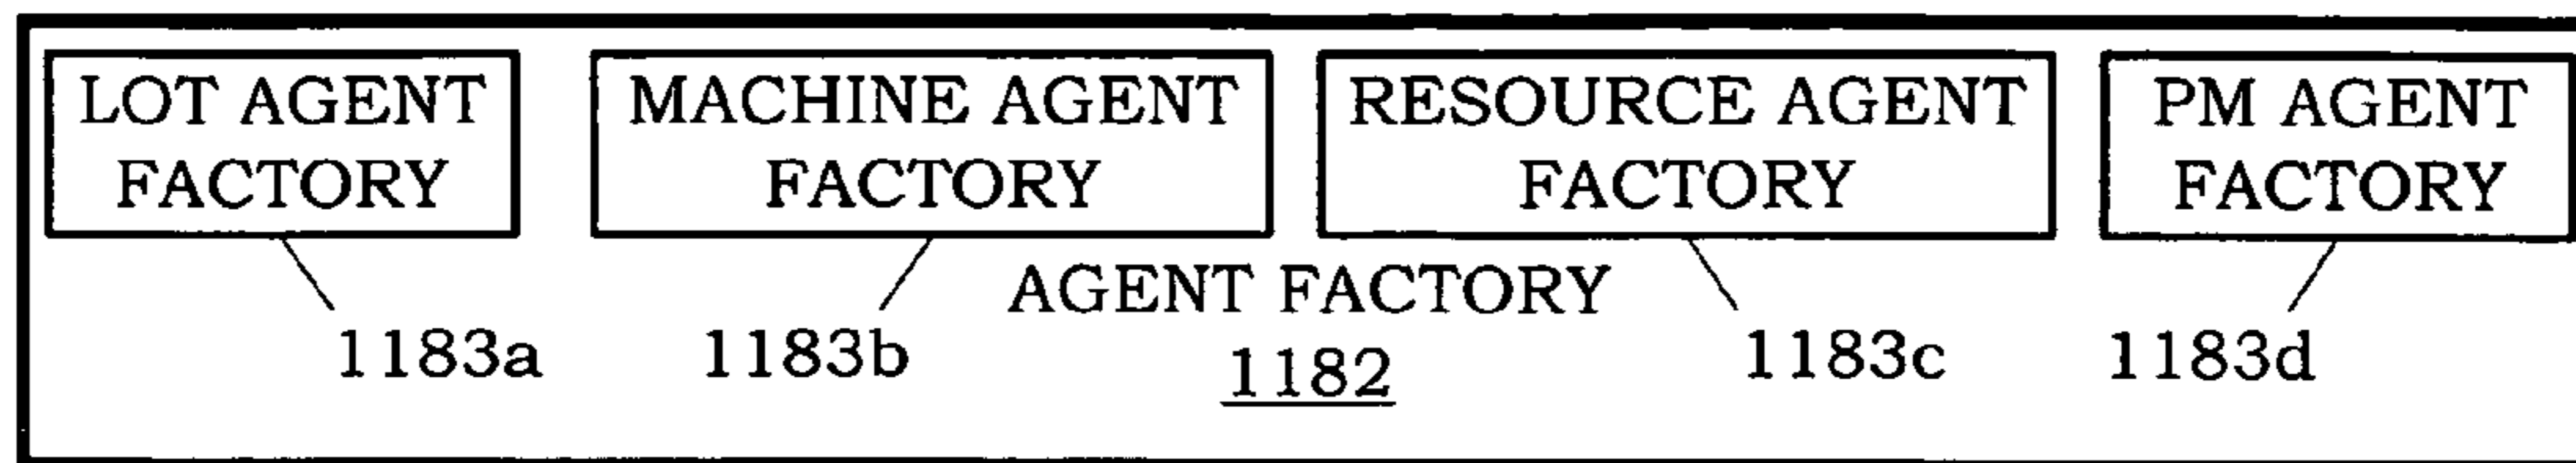 LOT AGENT
FACTORY
MACHINE AGENT
FACTORY
RESOURCE AGENT
FACTORY
PM AGENT
FACTORY
AGENT FACTORY
1182
1183a
1183b
1183c
1183d